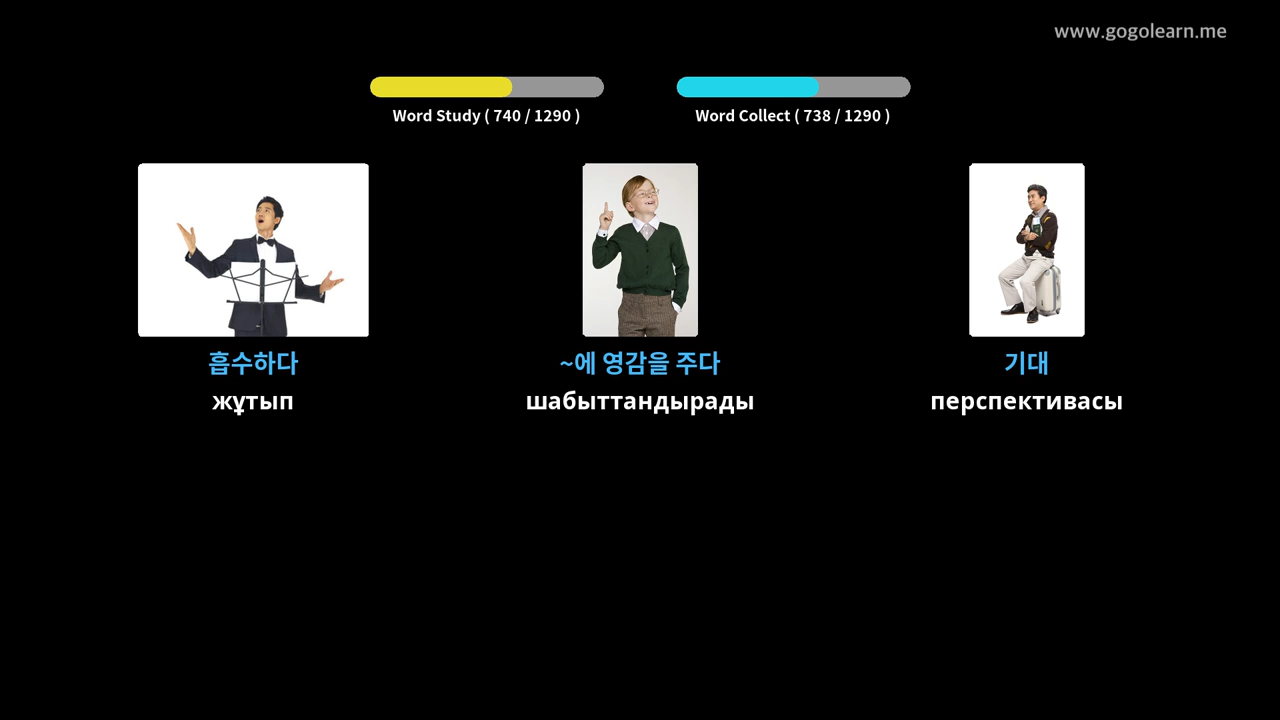 www.gogolearn.me
Word Study ( 740 / 1290 )
Word Collect ( 738 / 1290 )
흡수하다
~에 영감을 주다
기대
жұтып
шабыттандырады
перспективасы